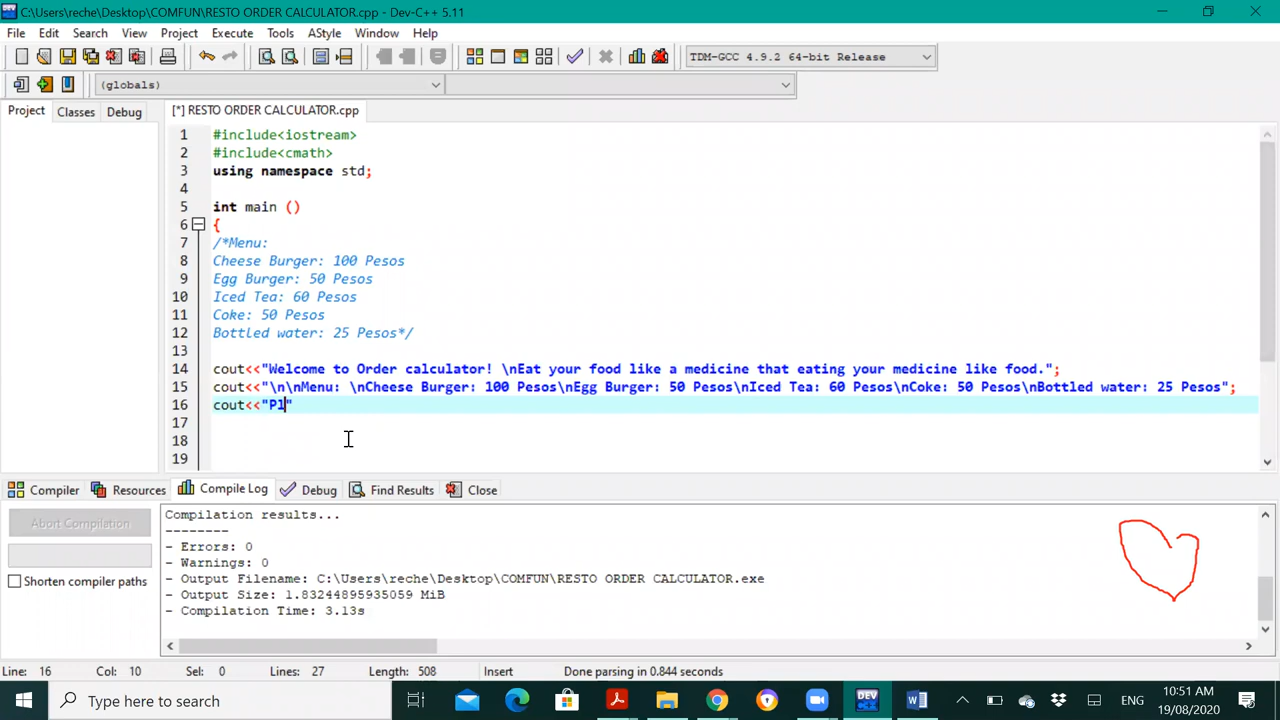 C:\Users\reche\Desktop\COMFUN\RESTO ORDER CALCULATOR.cpp - Dev-C++ 5.11
File Edit Search View Project Execute Tools AStyle Window Help
TDM-GCC 4.9.2 64-bit Release
(globals)
Project Classes Debug
[*] RESTO ORDER CALCULATOR.cpp
1 #include<iostream>
2 #include<cmath>
3 using namespace std;
4
5 int main ()
6 {
7 /*Menu:
8 Cheese Burger: 100 Pesos
9 Egg Burger: 50 Pesos
10 Iced Tea: 60 Pesos
11 Coke: 50 Pesos
12 Bottled water: 25 Pesos*/
13
14 cout<<"Welcome to Order calculator! \nEat your food like a medicine that eating your medicine like food.";
15 cout<<"\n\nMenu: \nCheese Burger: 100 Pesos\nEgg Burger: 50 Pesos\nIced Tea: 60 Pesos\nCoke: 50 Pesos\nBottled water: 25 Pesos";
16 cout<<"Pl"
17
18
19
Compiler Resources Compile Log Debug Find Results Close
Abort Compilation
Shorten compiler paths
Compilation results...
--------
- Errors: 0
- Warnings: 0
- Output Filename: C:\Users\reche\Desktop\COMFUN\RESTO ORDER CALCULATOR.exe
- Output Size: 1.83244895935059 MiB
- Compilation Time: 3.13s
Line: 16 Col: 10 Sel: 0 Lines: 27 Length: 508 Insert Done parsing in 0.844 seconds
Type here to search
ENG
10:51 AM
19/08/2020